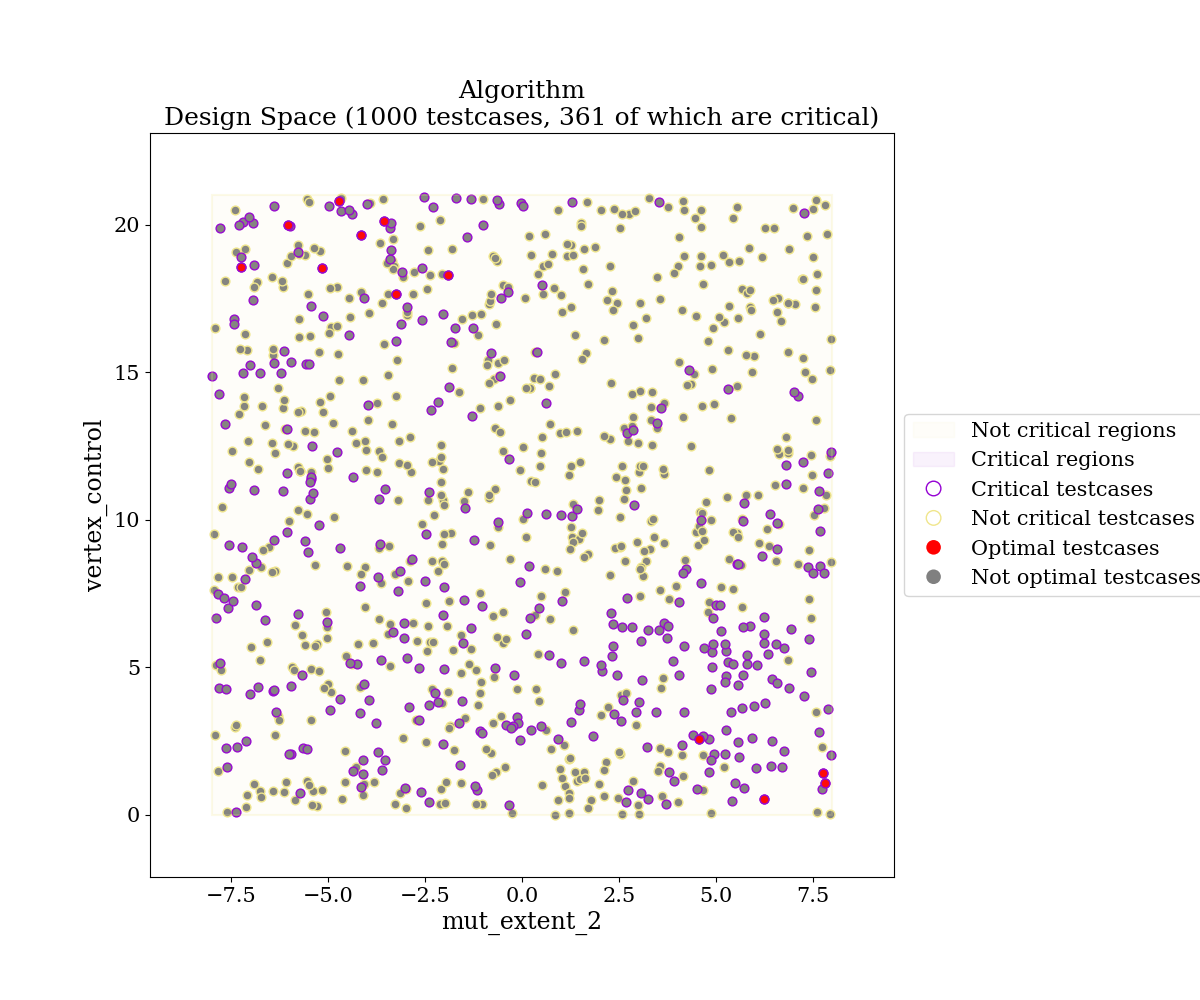 Algorithm
Design Space (1000 testcases, 361 of which are critical)
20
15
10
5
0
vertex_control
−7.5
−5.0
−2.5
0.0
2.5
5.0
7.5
mut_extent_2
Not critical regions
Critical regions
Critical testcases
Not critical testcases
Optimal testcases
Not optimal testcases